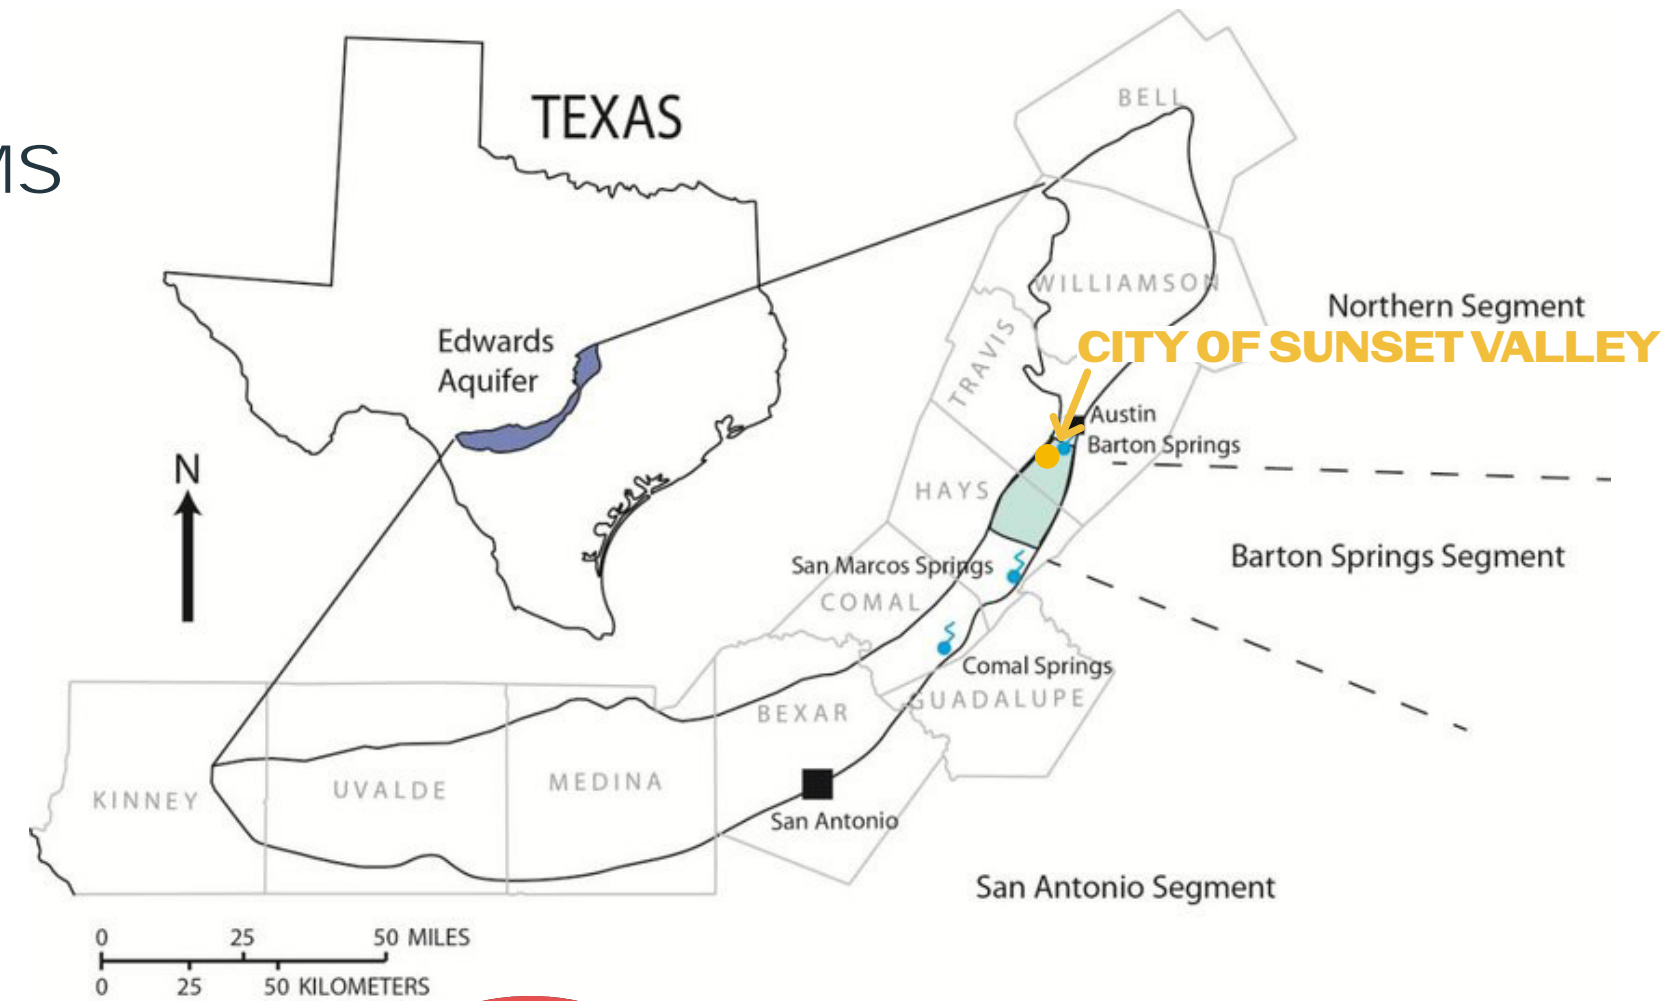 MS
TEXAS
BELL
WILLIAMSON
Northern Segment
CITY OF SUNSET VALLEY
TRAVIS
Edwards
Aquifer
Austin
Barton Springs
N
HAYS
Barton Springs Segment
San Marcos Springs
COMAL
Comal Springs
GUADALUPE
BEXAR
KINNEY
UVALDE
MEDINA
San Antonio
San Antonio Segment
0 25 50 MILES
0 25 50 KILOMETERS